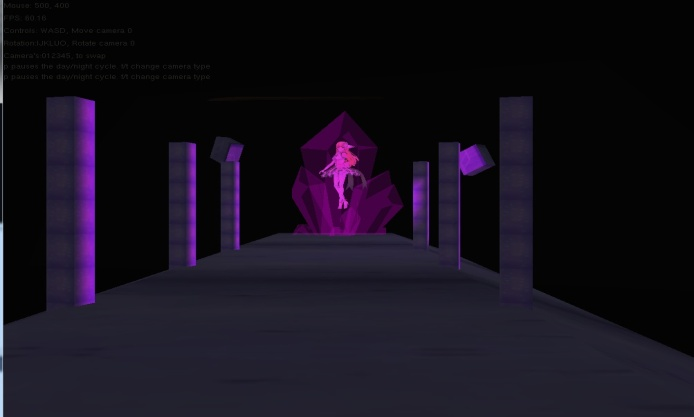 Mouse: 500, 400
FPS: 60.10
Controls: WASD, Move camera 0
Rotation:IJKLUO, Rotate camera 0
Camera's:012345, to swap
p pauses the day/night cycle, t/t change camera type
p pauses the day/night cycle, t/t change camera type